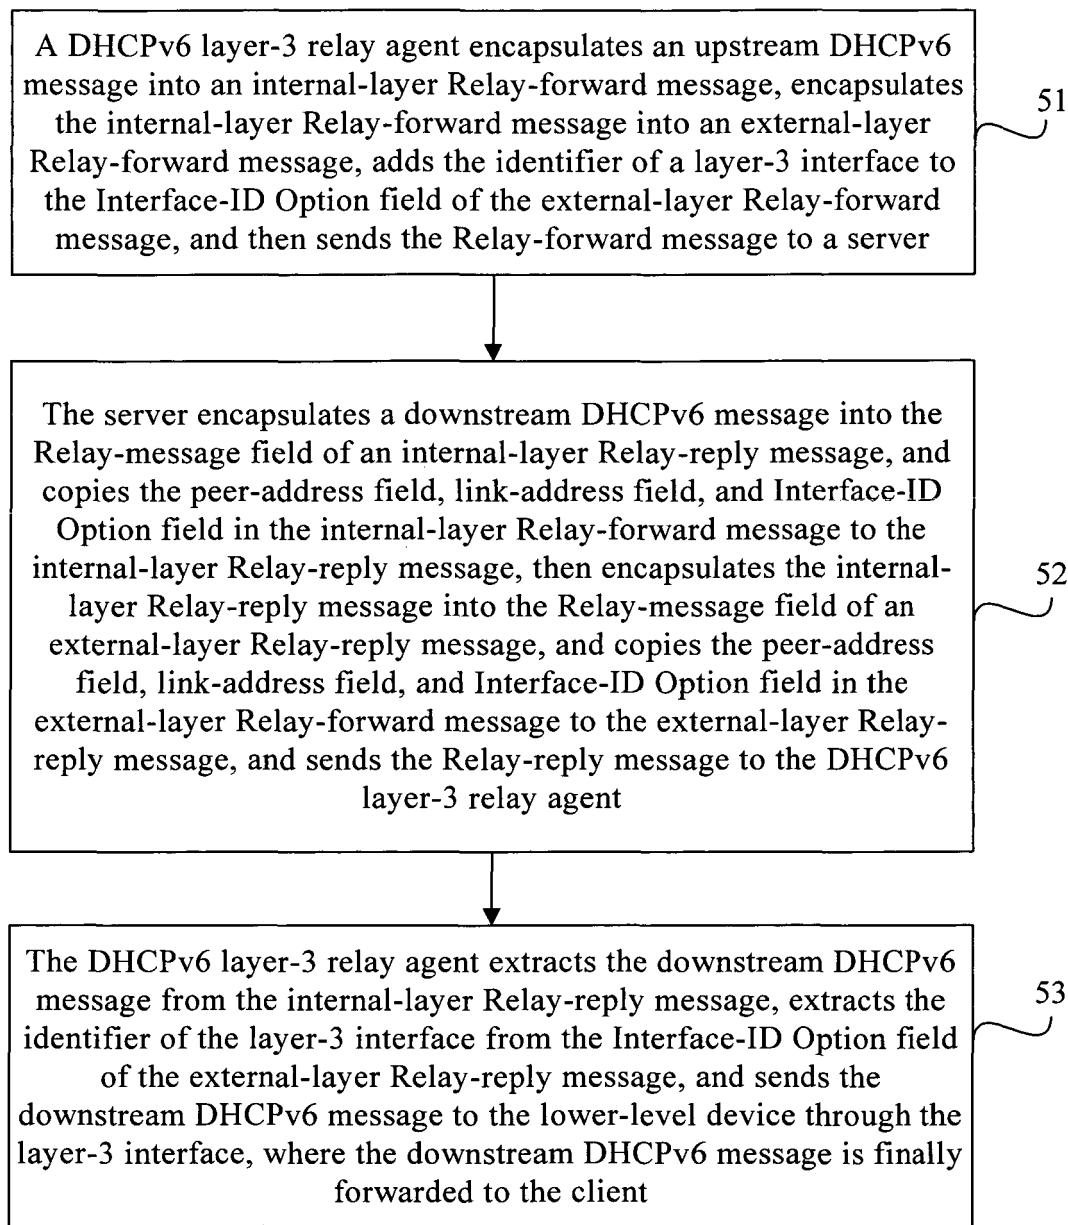 A DHCPv6 layer-3 relay agent encapsulates an upstream DHCPv6
message into an internal-layer Relay-forward message, encapsulates
the internal-layer Relay-forward message into an external-layer
Relay-forward message, adds the identifier of a layer-3 interface to
the Interface-ID Option field of the external-layer Relay-forward
message, and then sends the Relay-forward message to a server
51
The server encapsulates a downstream DHCPv6 message into the
Relay-message field of an internal-layer Relay-reply message, and
copies the peer-address field, link-address field, and Interface-ID
Option field in the internal-layer Relay-forward message to the
internal-layer Relay-reply message, then encapsulates the internal-
layer Relay-reply message into the Relay-message field of an
external-layer Relay-reply message, and copies the peer-address
field, link-address field, and Interface-ID Option field in the
external-layer Relay-forward message to the external-layer Relay-
reply message, and sends the Relay-reply message to the DHCPv6
layer-3 relay agent
52
The DHCPv6 layer-3 relay agent extracts the downstream DHCPv6
message from the internal-layer Relay-reply message, extracts the
identifier of the layer-3 interface from the Interface-ID Option field
of the external-layer Relay-reply message, and sends the
downstream DHCPv6 message to the lower-level device through the
layer-3 interface, where the downstream DHCPv6 message is finally
forwarded to the client
53